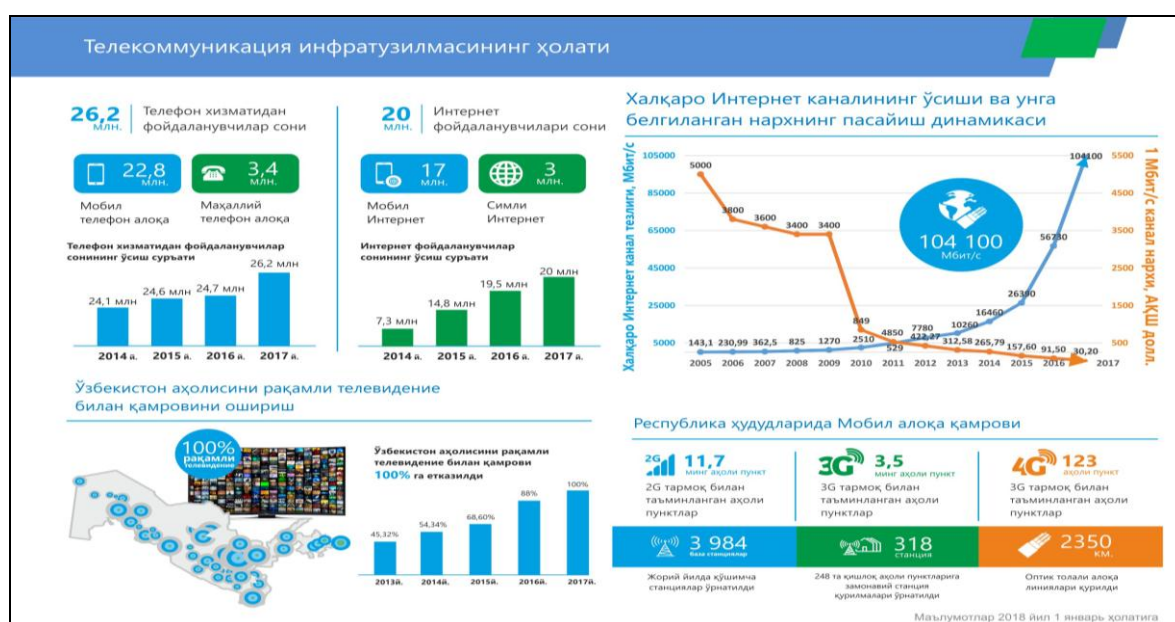 Телекоммуникация инфратузилмасининг ҳолати
26,2 млн.
Телефон хизматидан
фойдаланувчилар сони
22,8 млн.
3,4 млн.
Мобил
телефон алоқа
Маҳаллий
телефон алоқа
Телефон хизматидан фойдаланувчилар
сонининг ўсиш суръати
24,1 млн
24,6 млн
24,7 млн
26,2 млн
2014 й.
2015 й.
2016 й.
2017 й.
20 млн.
Интернет
фойдаланувчилари сони
17 млн.
3 млн.
Мобил
Интернет
Симли
Интернет
Интернет фойдаланувчилар
сонининг ўсиш суръати
7,3 млн
14,8 млн
19,5 млн
20 млн
2014 й.
2015 й.
2016 й.
2017 й.
Халқаро Интернет каналининг ўсиши ва унга
белгиланган нархнинг пасайиш динамикаси
Халқаро Интернет канал тезлиги, Мбит/с
105000
85000
65000
45000
25000
5000
1 Мбит/с канал нархи, АҚШ долл.
5500
4500
3500
2500
1500
500
5000
3800
3600
3400
3400
849
529
422,27
312,58
265,79
157,60
91,50
30,20
143,1
230,99
362,5
825
1270
2510
4850
7780
10260
16460
26390
56730
104100
104 100
Мбит/с
2005 2006 2007 2008 2009 2010 2011 2012 2013 2014 2015 2016 2017
Ўзбекистон аҳолисини рақамли телевидение
билан қамровини ошириш
100%
рақамли
телевидение
Ўзбекистон аҳолисини рақамли
телевидение билан қамрови
100% га етказилди
45,32%
54,34%
68,60%
88%
100%
2013й.
2014й.
2015й.
2016й.
2017й.
Республика ҳудудларида Мобил алоқа қамрови
2G 11,7
минг аҳоли пункт
2G тармоқ билан
таъминланган аҳоли
пунктлар
3G 3,5
минг аҳоли пункт
3G тармоқ билан
таъминланган аҳоли
пунктлар
4G 123
аҳоли пункт
3G тармоқ билан
таъминланган аҳоли
пунктлар
3 984
база станциялар
318
станция
2350
км.
Жорий йилда қўшимча
станциялар ўрнатилди
248 та қишлоқ аҳоли пунктларига
замонавий станция
қурилмалари ўрнатилди
Оптик толали алоқа
линиялари қурилди
Маълумотлар 2018 йил 1 январь ҳолатига